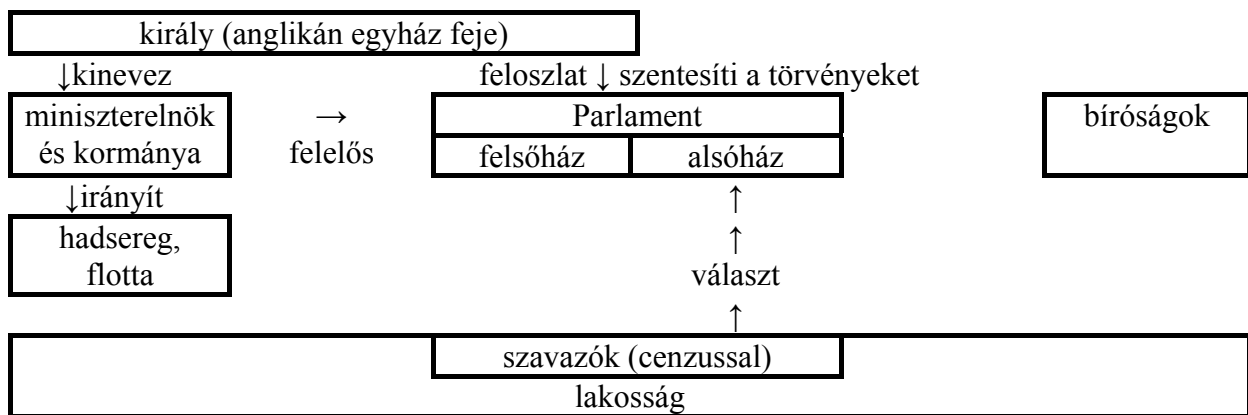 király (anglikán egyház feje)
↓kinevez feloszlat ↓ szentesíti a törvényeket
miniszterelnök → Parlament bíróságok
és kormánya felelős felsőház alsóház
↓irányít ↑
hadsereg, ↑
flotta választ
↑
szavazók (cenzussal)
lakosság